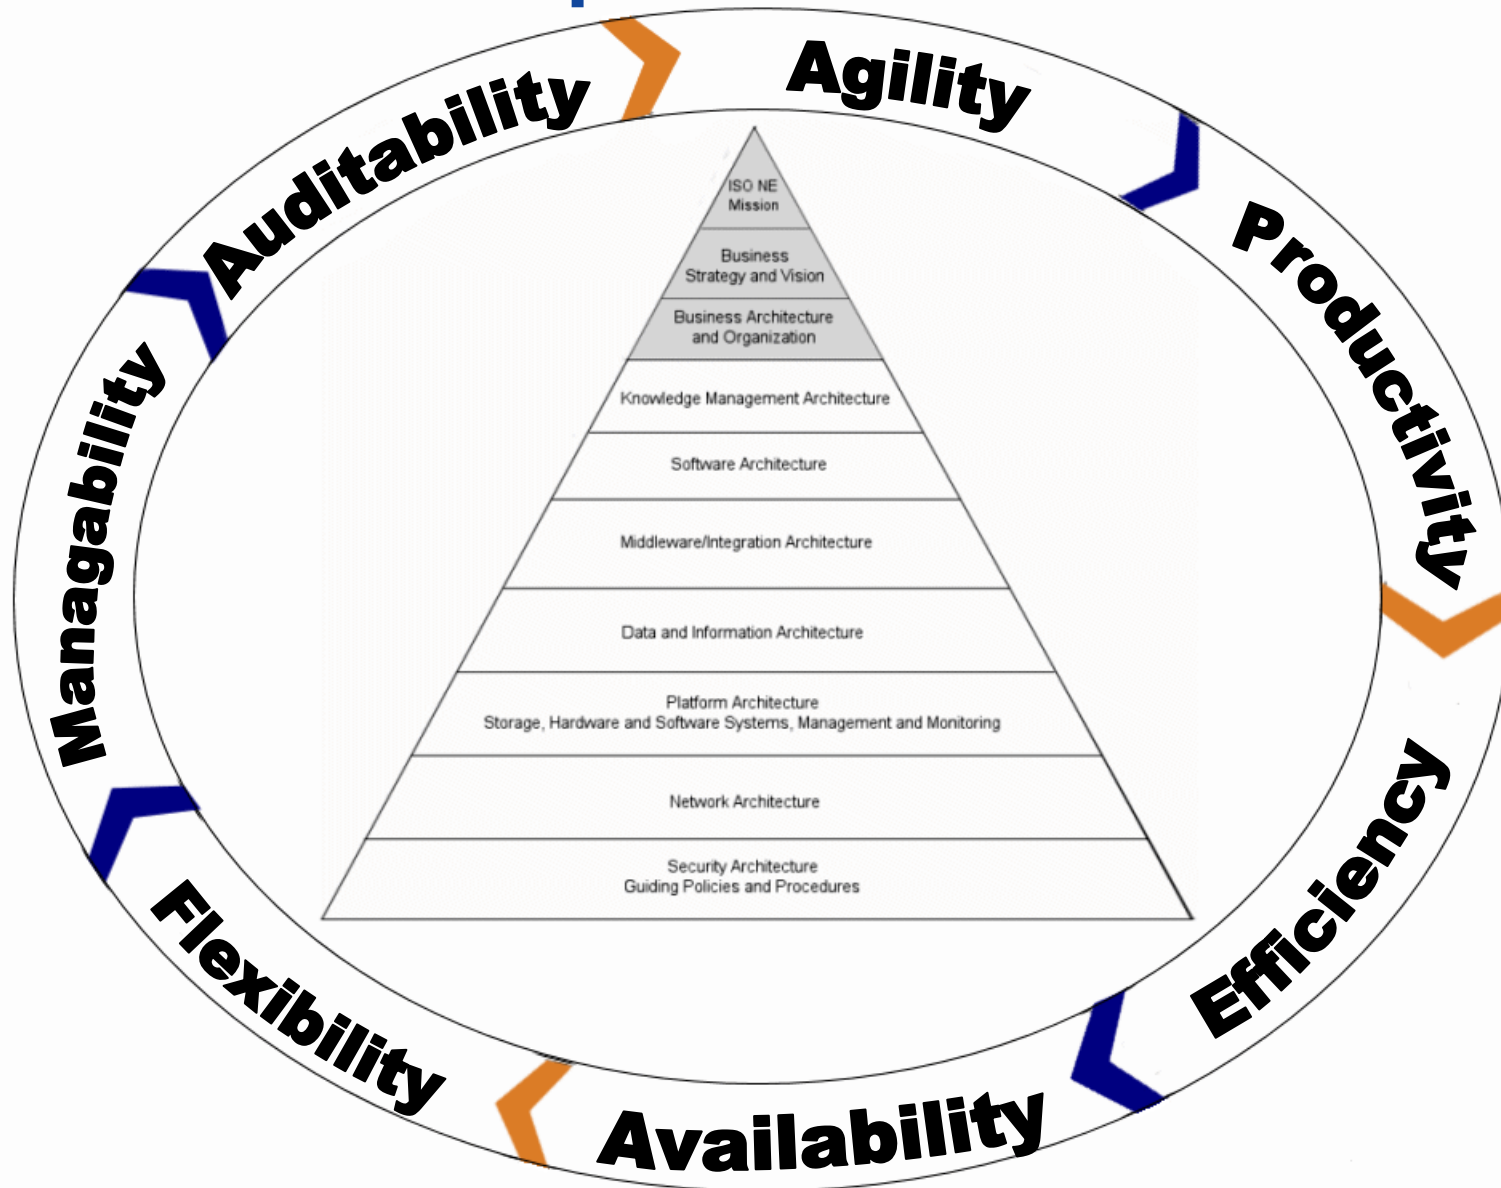 Agility
Productivity
Efficiency
Availability
Flexibility
Managability
Auditability
ISO NE
Mission
Business
Strategy and Vision
Business Architecture
and Organization
Knowledge Management Architecture
Software Architecture
Middleware/Integration Architecture
Data and Information Architecture
Platform Architecture
Storage, Hardware and Software Systems, Management and Monitoring
Network Architecture
Security Architecture
Guiding Policies and Procedures